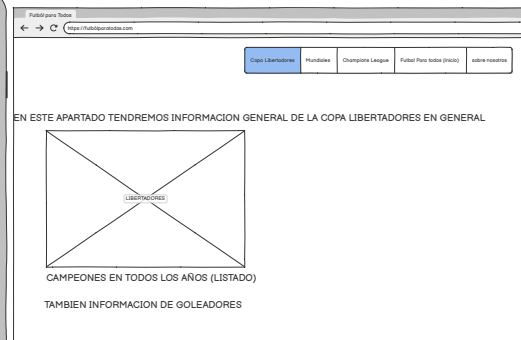 Futból para Todos
https://futbolparatodos.com
Copa Libertadores
Mundiales
Champions League
Futbol Para todos (inicio)
sobre nosotros
EN ESTE APARTADO TENDREMOS INFORMACION GENERAL DE LA COPA LIBERTADORES EN GENERAL
LIBERTADORES
CAMPEONES EN TODOS LOS AÑOS (LISTADO)
TAMBIEN INFORMACION DE GOLEADORES